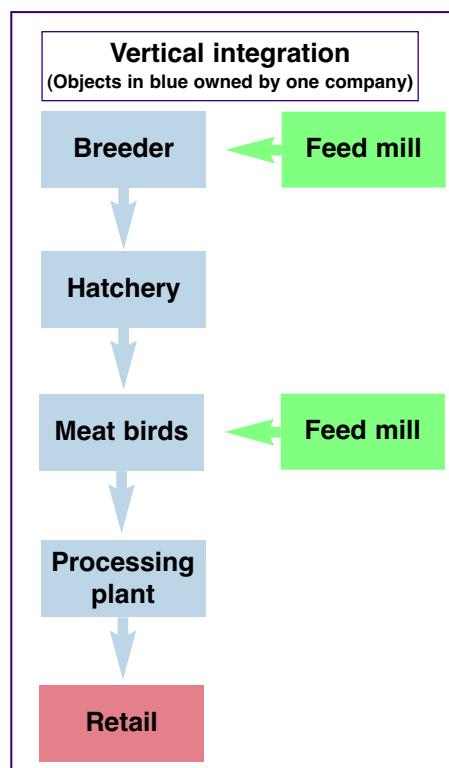 Vertical integration
(Objects in blue owned by one company)
Breeder
Feed mill
Hatchery
Meat birds
Feed mill
Processing
plant
Retail